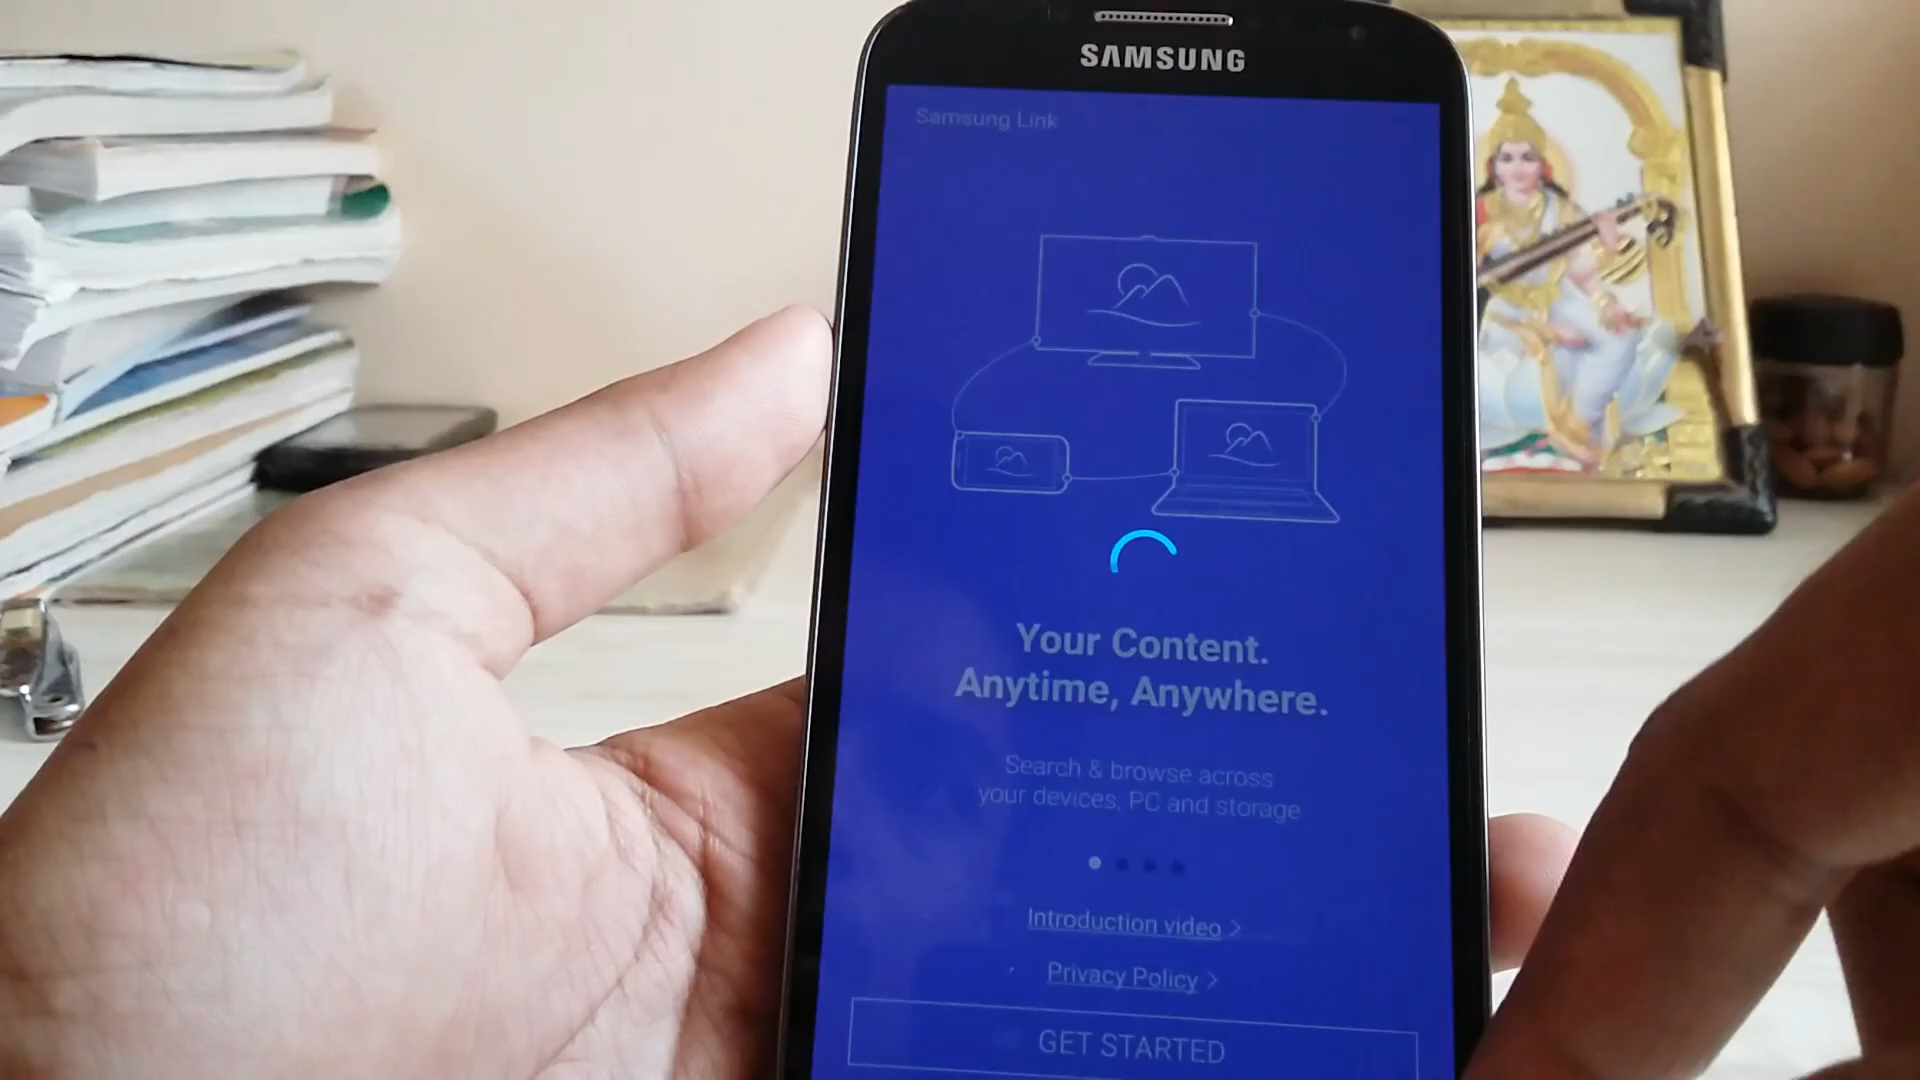 SAMSUNG
Samsung Link
Your Content.
Anytime, Anywhere.
Search & browse across
your devices, PC and storage
Introduction video >
Privacy Policy >
GET STARTED